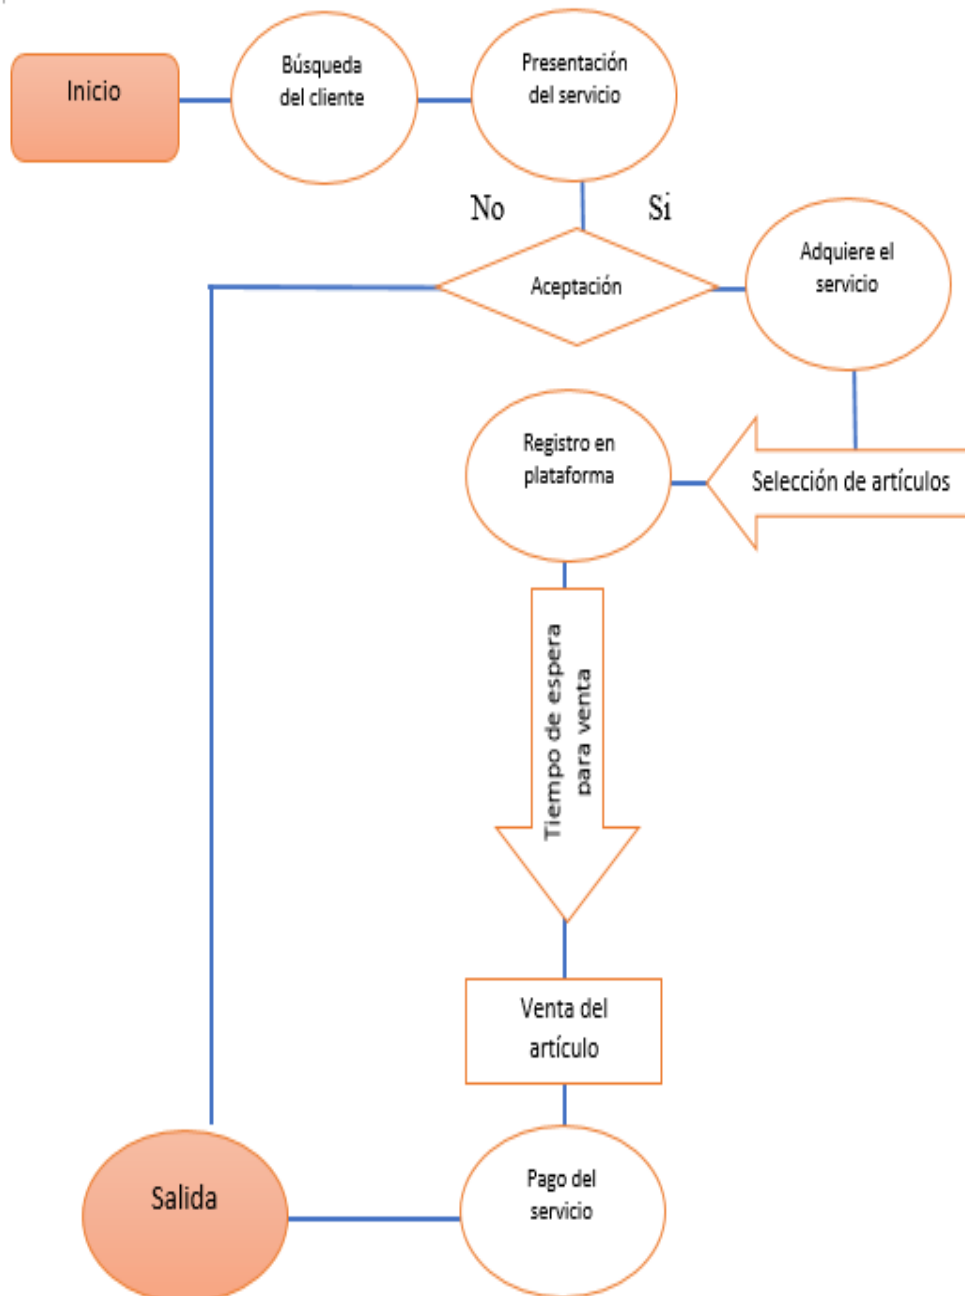 Inicio
Búsqueda
del cliente
Presentación
del servicio
No
Si
Aceptación
Adquiere el
servicio
Registro en
plataforma
Selección de artículos
Tiempo de espera
para venta
Venta del
artículo
Pago del
servicio
Salida